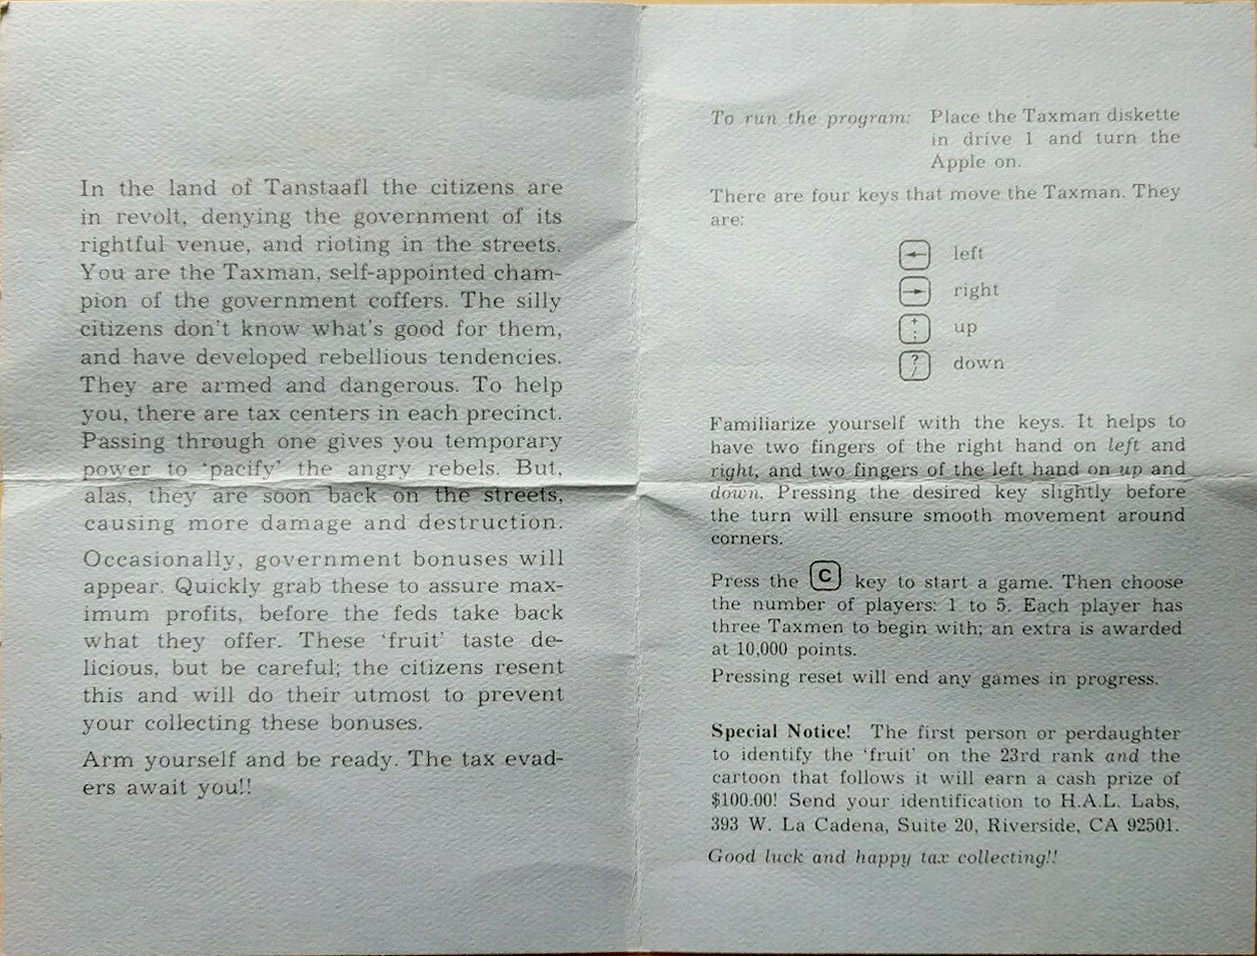 In the land of Tanstaafl the citizens are
in revolt, denying the government of its
rightful venue, and rioting in the streets.
You are the Taxman, self-appointed cham-
pion of the government coffers. The silly
citizens don't know what's good for them,
and have developed rebellious tendencies.
They are armed and dangerous. To help
you, there are tax centers in each precinct.
Passing through one gives you temporary
power to 'pacify' the angry rebels. But,
alas, they are soon back on the streets,
causing more damage and destruction.
Occasionally, government bonuses will
appear. Quickly grab these to assure max-
imum profits, before the feds take back
what they offer. These 'fruit' taste de-
licious, but be careful; the citizens resent
this and will do their utmost to prevent
your collecting these bonuses.
Arm yourself and be ready. The tax evad-
ers await you!!
To run the program: Place the Taxman diskette
in drive 1 and turn the
Apple on.
There are four keys that move the Taxman. They
are:
← left
→ right
+ ; up
? / down
Familiarize yourself with the keys. It helps to
have two fingers of the right hand on left and
right, and two fingers of the left hand on up and
down. Pressing the desired key slightly before
the turn will ensure smooth movement around
corners.
Press the C key to start a game. Then choose
the number of players: 1 to 5. Each player has
three Taxmen to begin with; an extra is awarded
at 10,000 points.
Pressing reset will end any games in progress.
Special Notice! The first person or perdaughter
to identify the 'fruit' on the 23rd rank and the
cartoon that follows it will earn a cash prize of
$100.00! Send your identification to H.A.L. Labs,
393 W. La Cadena, Suite 20, Riverside, CA 92501.
Good luck and happy tax collecting!!